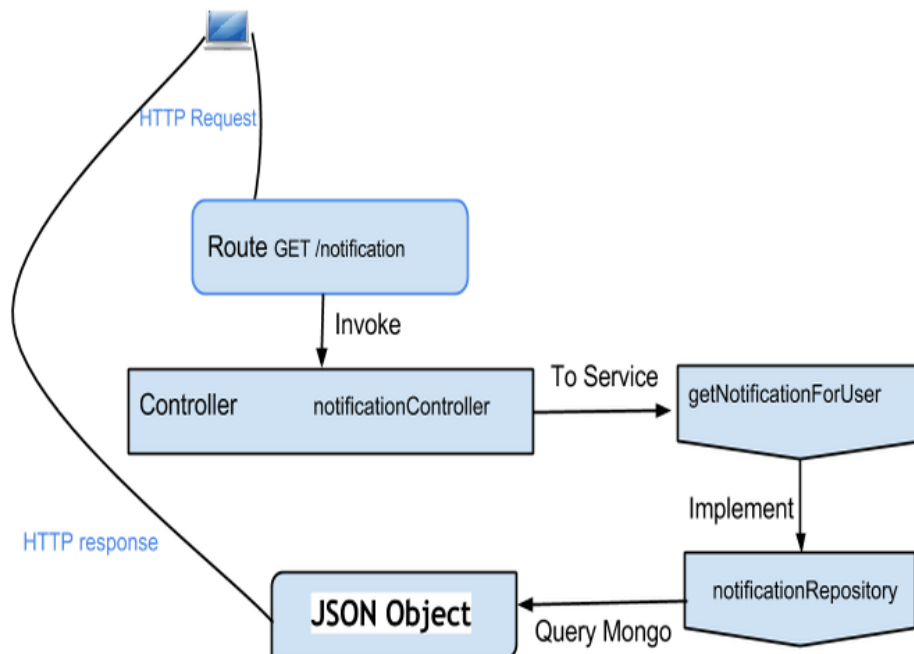 HTTP Request
Route GET /notification
Invoke
Controller notificationController
To Service
getNotificationForUser
Implement
notificationRepository
Query Mongo
JSON Object
HTTP response